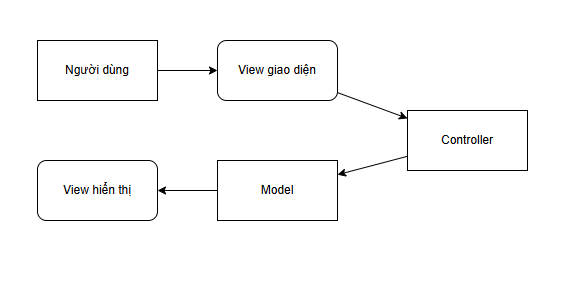 Người dùng
View giao diện
Controller
Model
View hiển thị